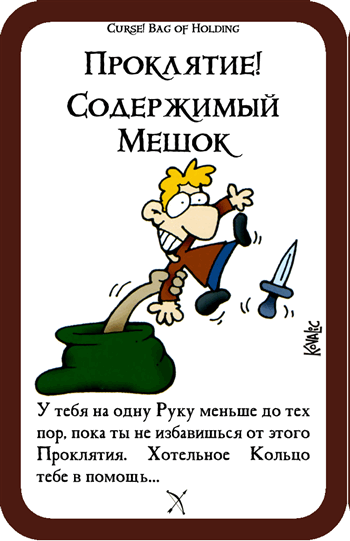 Curse! Bag of Holding
Проклятие!
Содержимый
Мешок
Kovalic
У тебя на одну Руку меньше до тех
пор, пока ты не избавишься от этого
Проклятия. Хотельное Кольцо
тебе в помощь...